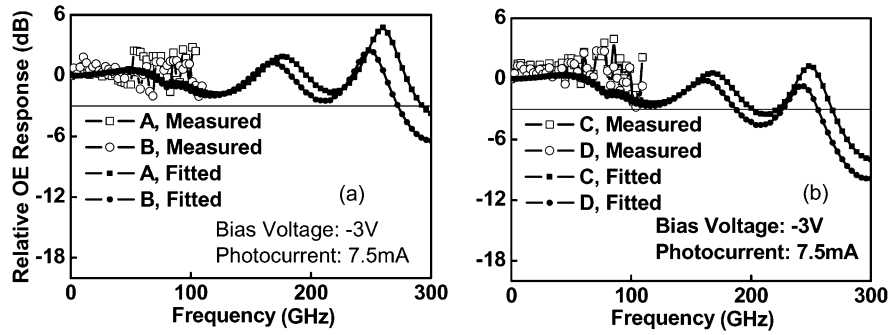 Relative OE Response (dB)
6
0
-6
-12
-18
A, Measured
B, Measured
A, Fitted
B, Fitted
(a)
Bias Voltage: -3V
Photocurrent: 7.5mA
0 100 200 300
Frequency (GHz)
6
0
-6
-12
-18
C, Measured
D, Measured
C, Fitted
D, Fitted
(b)
Bias Voltage: -3V
Photocurrent: 7.5mA
0 100 200 300
Frequency (GHz)